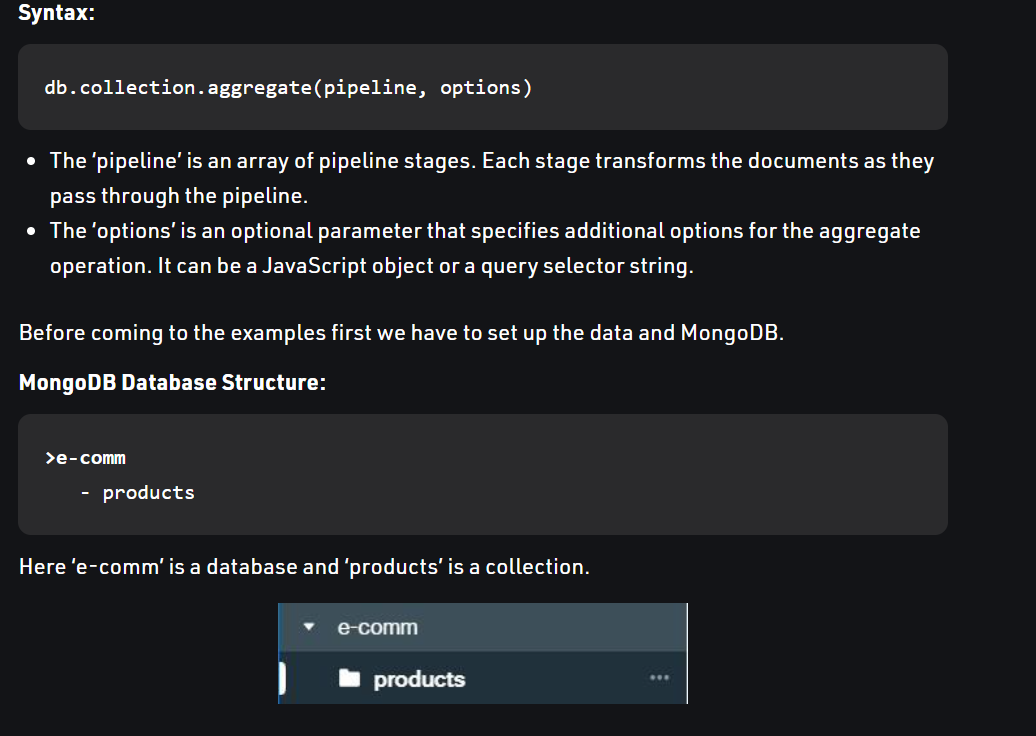 Syntax:
db.collection.aggregate(pipeline, options)
• The ‘pipeline’ is an array of pipeline stages. Each stage transforms the documents as they
pass through the pipeline.
• The ‘options’ is an optional parameter that specifies additional options for the aggregate
operation. It can be a JavaScript object or a query selector string.
Before coming to the examples first we have to set up the data and MongoDB.
MongoDB Database Structure:
>e-comm
- products
Here ‘e-comm’ is a database and ‘products’ is a collection.
e-comm
products